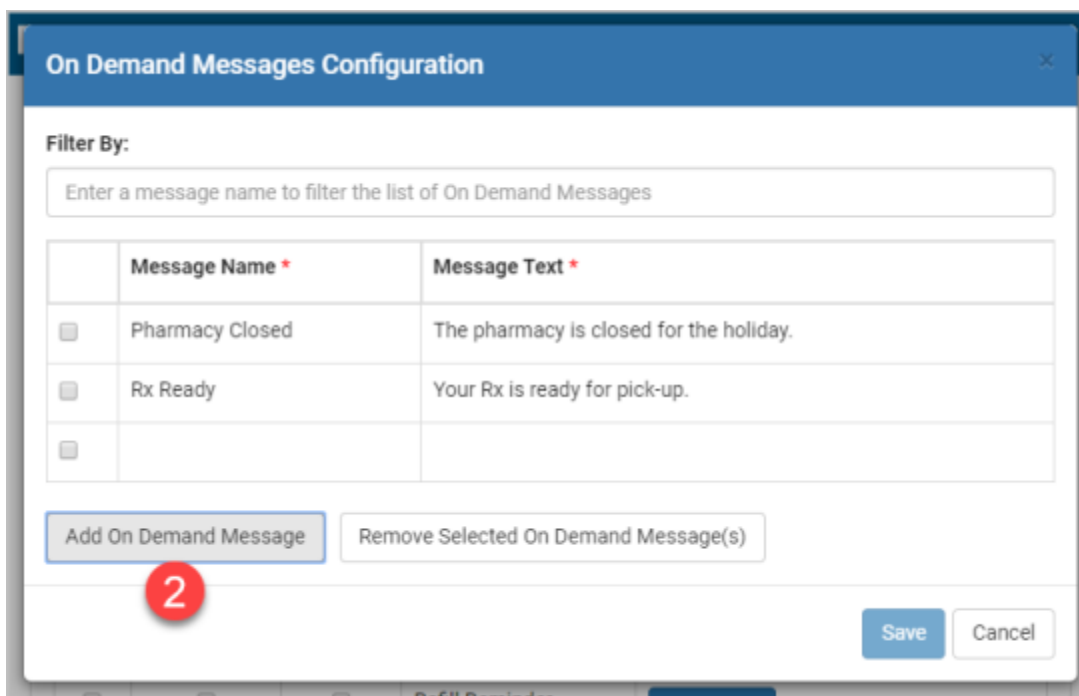 On Demand Messages Configuration ×
Filter By:
Enter a message name to filter the list of On Demand Messages
Message Name * Message Text *
Pharmacy Closed The pharmacy is closed for the holiday.
Rx Ready Your Rx is ready for pick-up.
Add On Demand Message Remove Selected On Demand Message(s)
2
Save Cancel
Refill Reminder